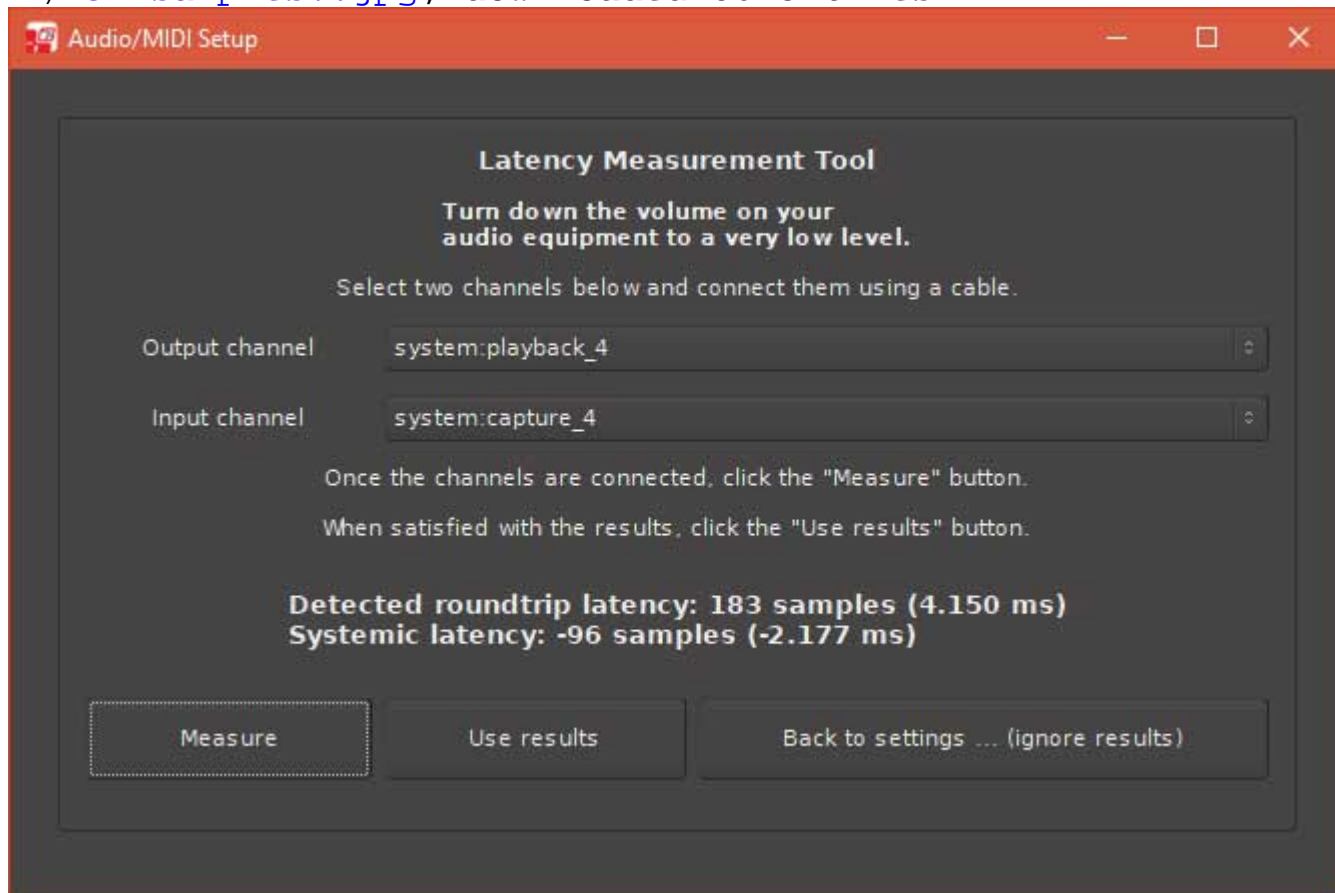 Audio/MIDI Setup
Latency Measurement Tool
Turn down the volume on your
audio equipment to a very low level.
Select two channels below and connect them using a cable.
Output channel system:playback_4
Input channel system:capture_4
Once the channels are connected, click the "Measure" button.
When satisfied with the results, click the "Use results" button.
Detected roundtrip latency: 183 samples (4.150 ms)
Systemic latency: -96 samples (-2.177 ms)
Measure Use results Back to settings ... (ignore results)